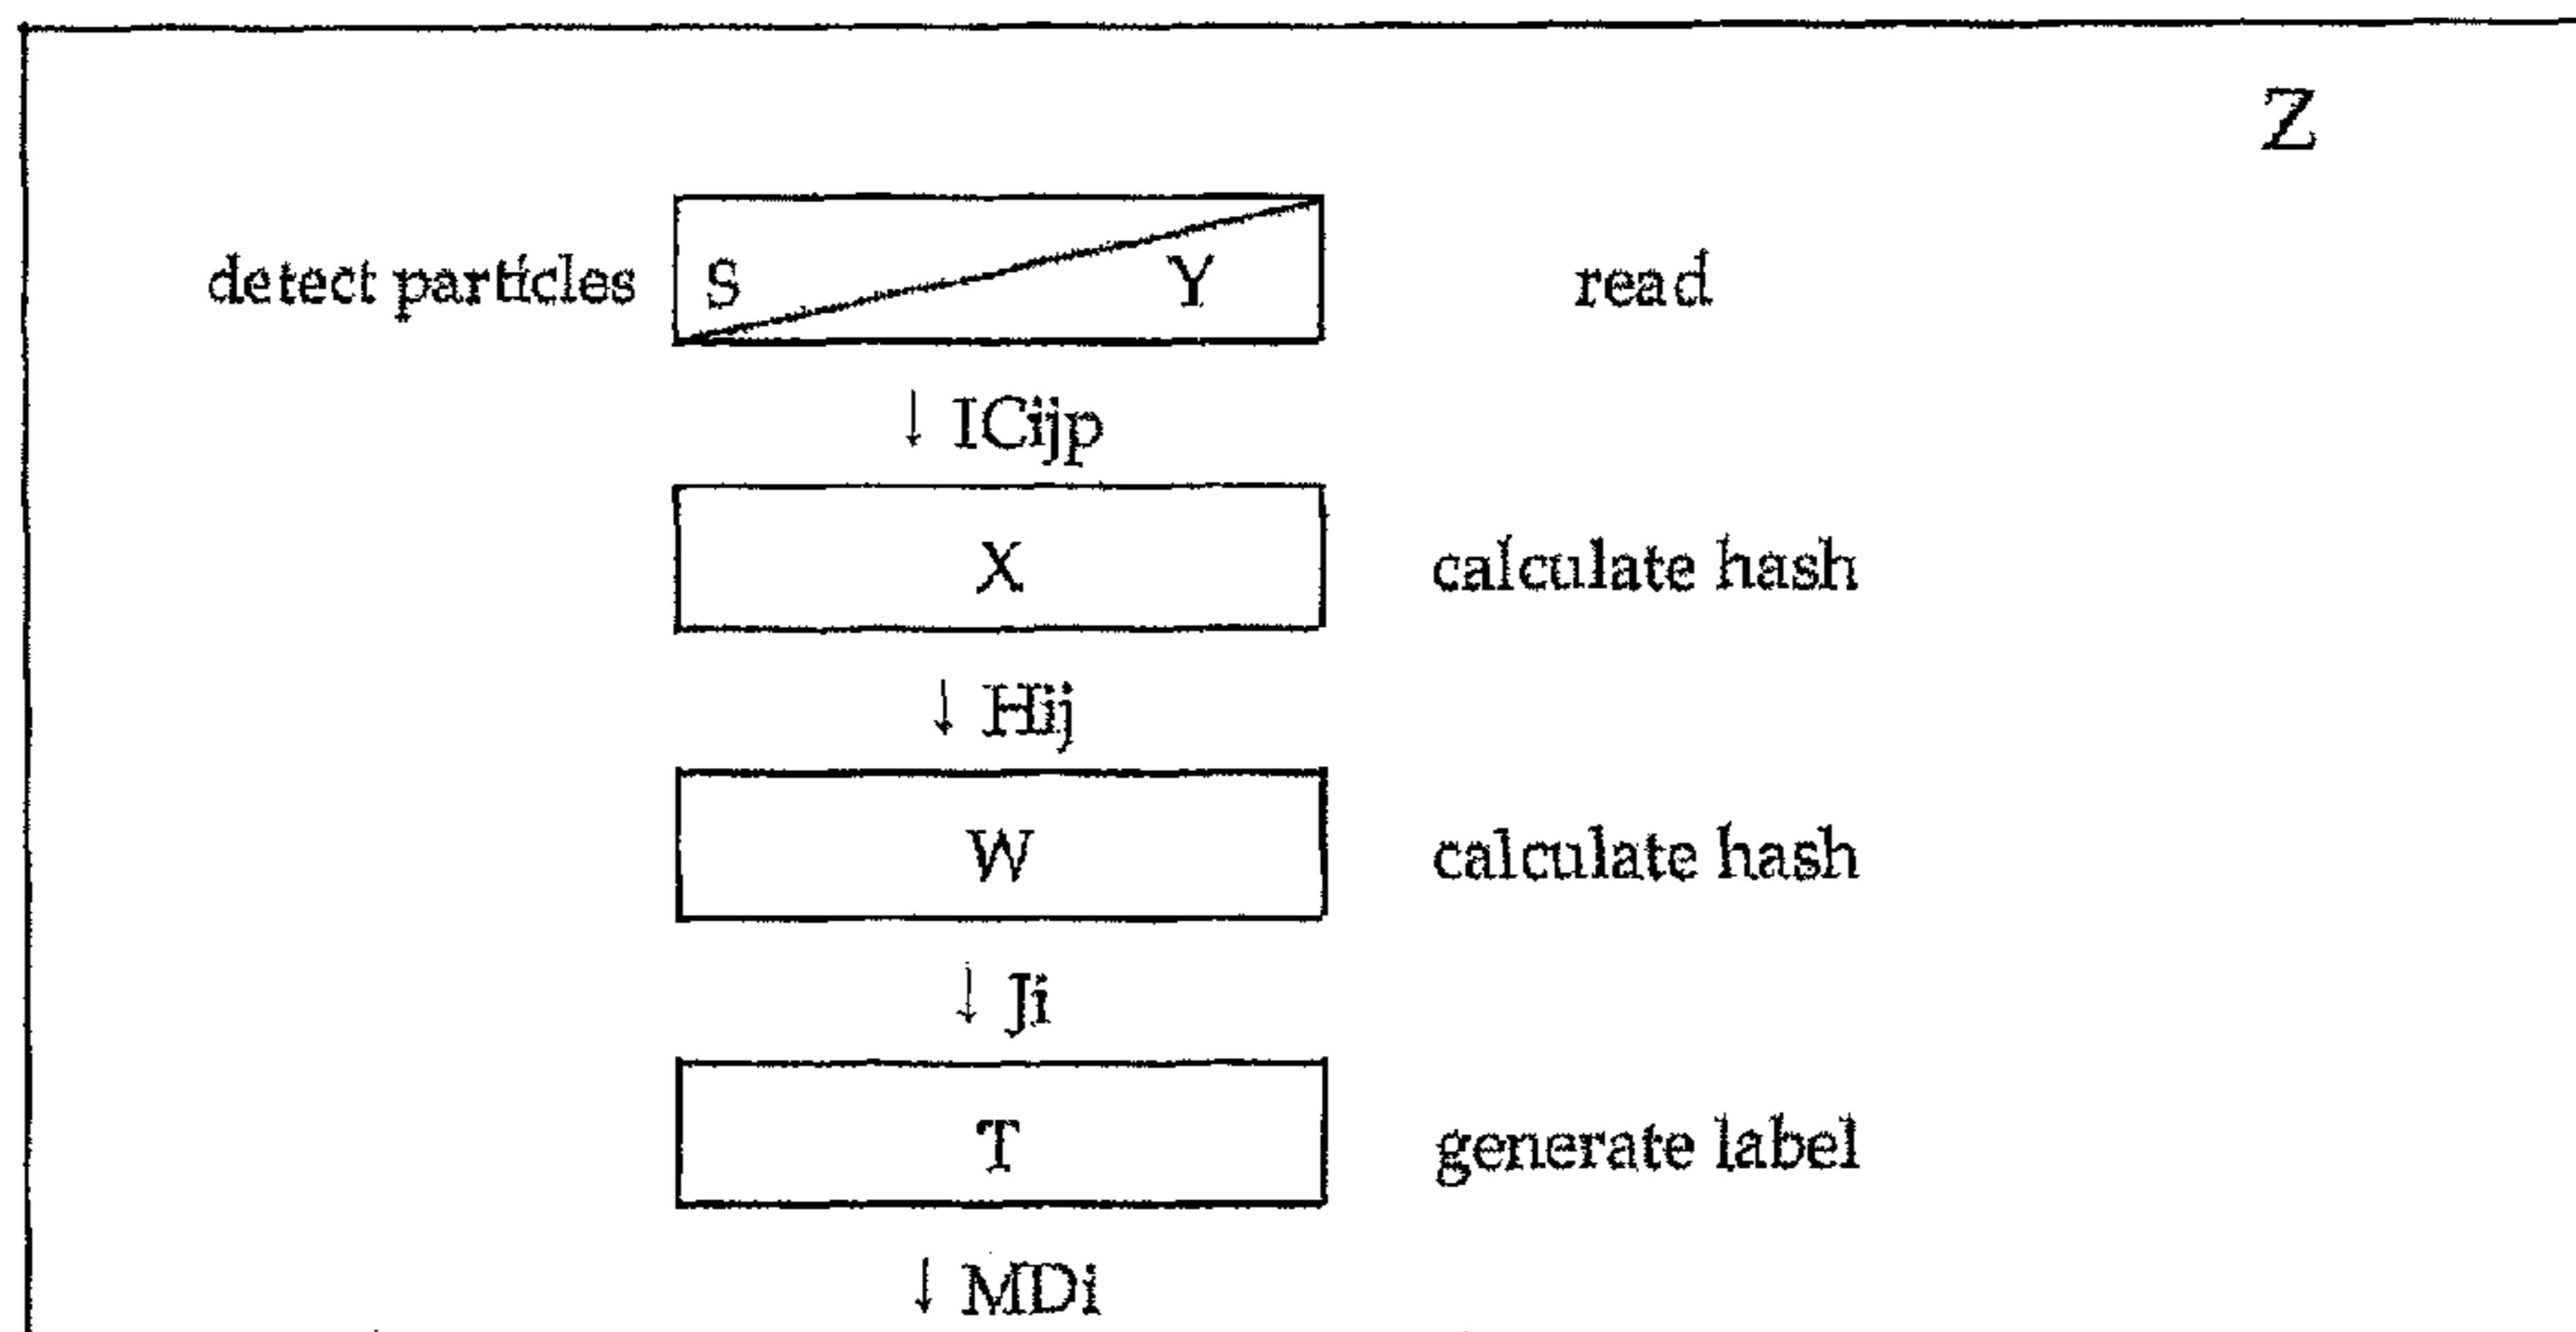 Z
detect particles S Y read
↓ ICijp
X calculate hash
↓ Hij
W calculate hash
↓ Ji
T generate label
↓ MDi